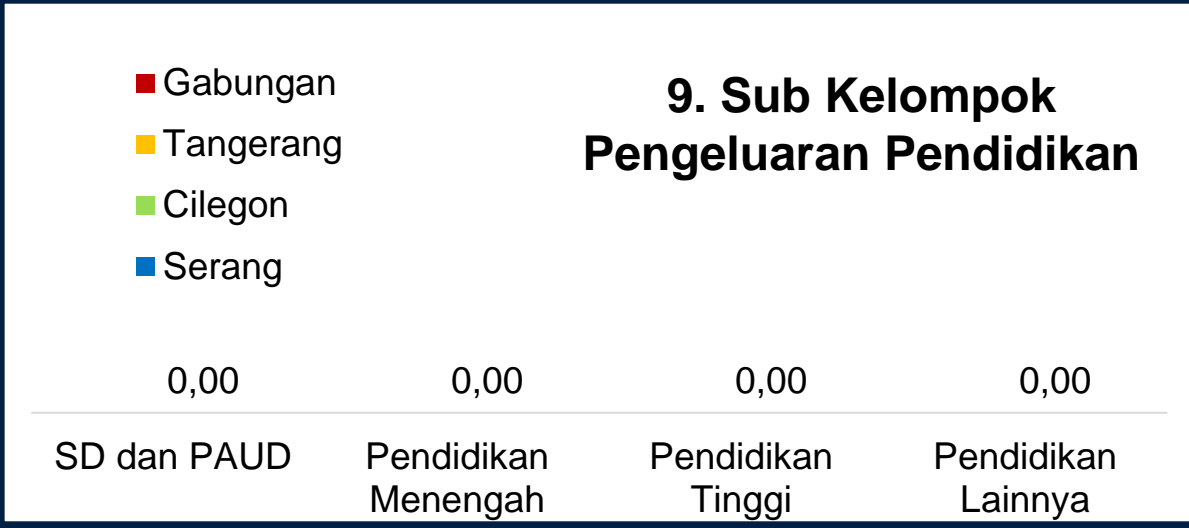 Gabungan
Tangerang
Cilegon
Serang
9. Sub Kelompok
Pengeluaran Pendidikan
0,00 0,00 0,00 0,00
SD dan PAUD
Pendidikan
Menengah
Pendidikan
Tinggi
Pendidikan
Lainnya